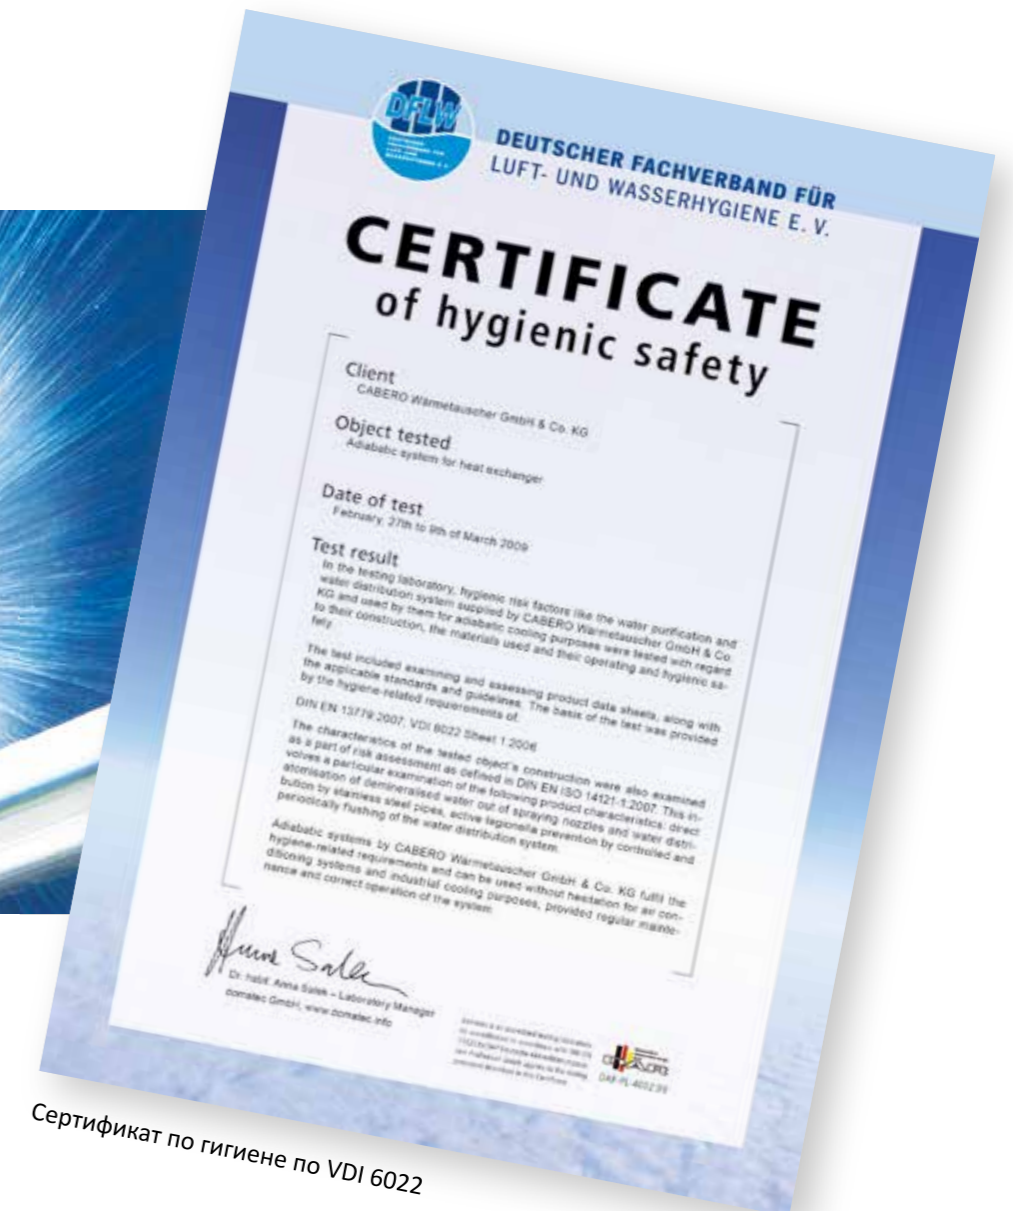 DFLW
DEUTSCHER FACHVERBAND FÜR
LUFT- UND WASSERHYGIENE E. V.
CERTIFICATE
of hygienic safety
Client
CABERO Wärmetauscher GmbH & Co. KG
Object tested
Adiabatic system for heat exchanger
Date of test
February, 27th to 9th of March 2009
Test result
In the testing laboratory, hygienic risk factors like the water purification and
water distribution system supplied by CABERO Wärmetauscher GmbH & Co.
KG and used by them for adiabatic cooling purposes were tested with regard
to their construction, the materials used and their operating and hygienic sa-
fety.
The test included examining and assessing product data sheets, along with
the applicable standards and guidelines. The basis of the test was provided
by the hygiene-related requirements of:
DIN EN 13779:2007, VDI 6022 Sheet 1:2006
The characteristics of the tested object´s construction were also examined
as a part of risk assessment as defined in DIN EN ISO 14121-1:2007. This in-
volves a particular examination of the following product characteristics: direct
atomisation of demineralised water out of spraying nozzles and water distri-
bution by stainless steel pipes, active legionella prevention by controlled and
periodically flushing of the water distribution system.
Adiabatic systems by CABERO Wärmetauscher GmbH & Co. KG fulfil the
hygiene-related requirements and can be used without hesitation for air con-
ditioning systems and industrial cooling purposes, provided regular mainte-
nance and correct operation of the system.
Dr. habil. Anna Salek – Laboratory Manager
domatec GmbH, www.domatec.info
Сертификат по гигиене по VDI 6022